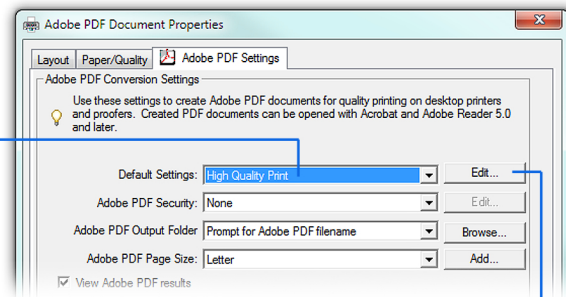 Adobe PDF Document Properties
Layout Paper/Quality Adobe PDF Settings
Adobe PDF Conversion Settings
Use these settings to create Adobe PDF documents for quality printing on desktop printers
and proofers. Created PDF documents can be opened with Acrobat and Adobe Reader 5.0
and later.
Default Settings: High Quality Print Edit...
Adobe PDF Security: None Edit...
Adobe PDF Output Folder Prompt for Adobe PDF filename Browse...
Adobe PDF Page Size: Letter Add...
View Adobe PDF results